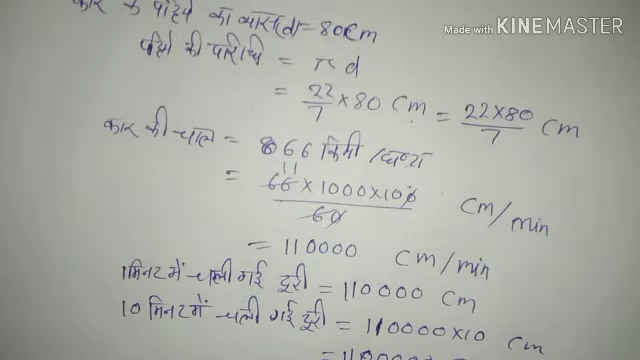 Made with KINEMASTER
कार के पहिये का व्यास (d) = 80cm
पहिये की परिधि = π d
= 22/7 × 80 cm = 22×80/7 cm
कार की चाल = 66 किमी/घण्टा
= 66 × 1000 × 100/60 cm/min
= 110000 cm/min
1 मिनट में चली गई दूरी = 110000 cm
10 मिनट में चली गई दूरी = 110000×10 cm